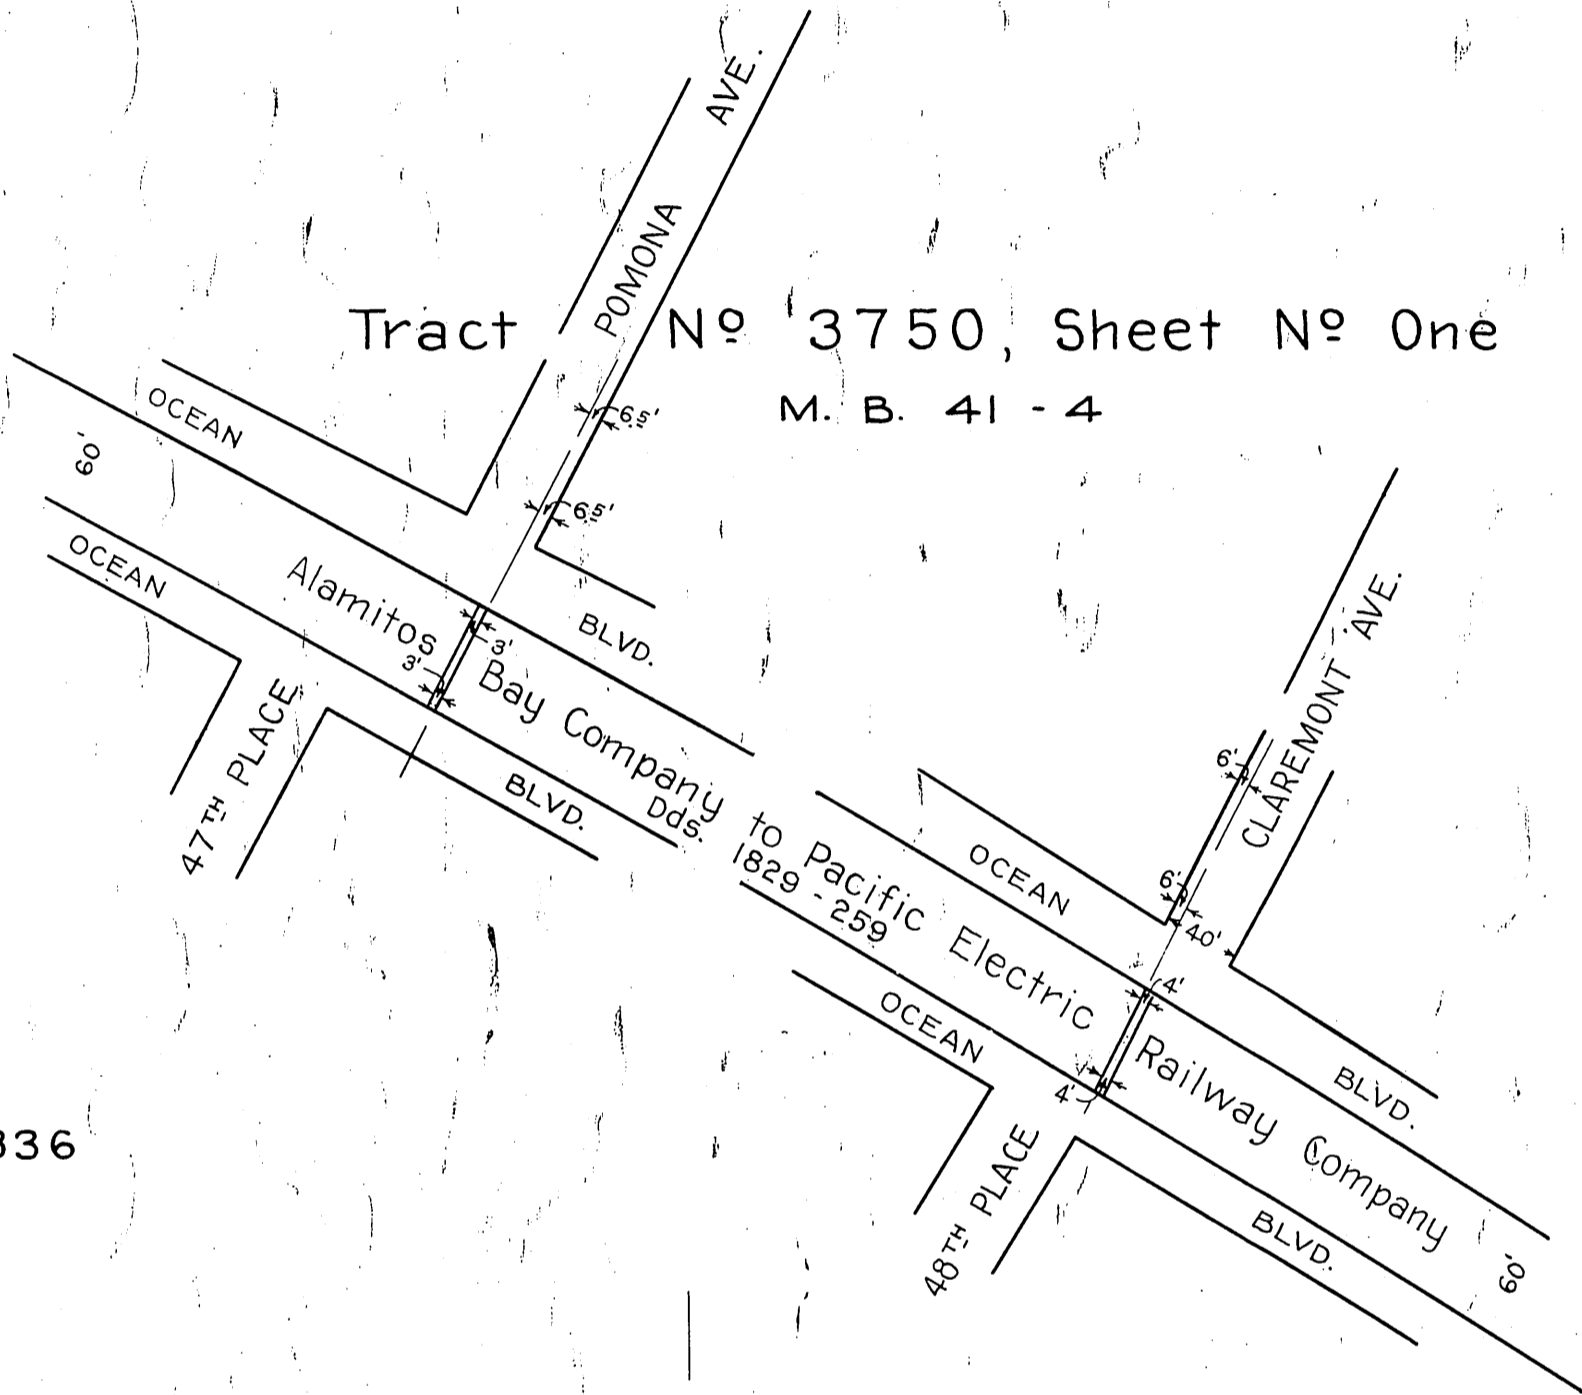 POMONA AVE.
Tract Nº 3750, Sheet Nº One
M. B. 41 - 4
OCEAN
6.5'
60'
6.5'
OCEAN
Alamitos Bay Company to Pacific Electric Railway Company
BLVD.
3'
3'
47TH PLACE
BLVD.
Dds. 1829 - 259
CLAREMONT AVE.
6'
OCEAN
6'
40'
4'
OCEAN
4'
BLVD.
48TH PLACE
BLVD.
60'
36